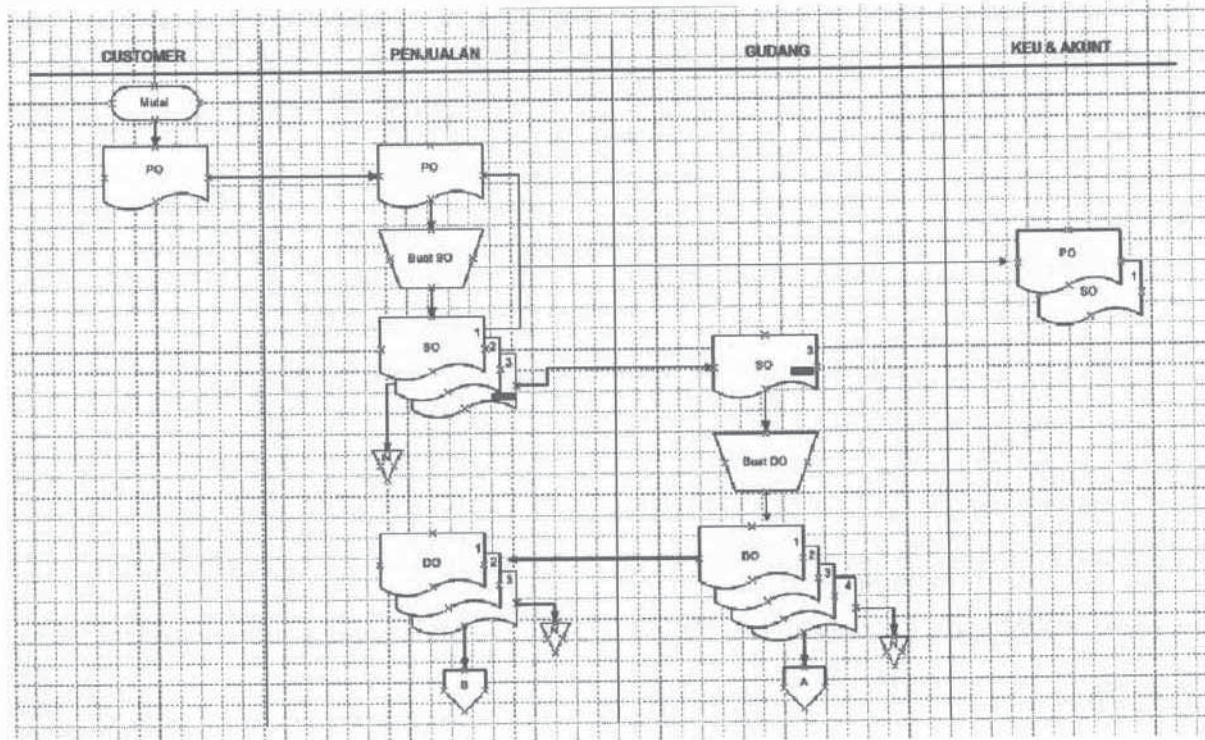 CUSTOMER
PENJUALAN
GUDANG
KEU & AKUNT
Mulai
PO
PO
Buat SO
PO
1
SO
1
SO
2
3
3
SO
N
Buat DO
1
DO
2
3
1
DO
2
3
4
N
N
B
A